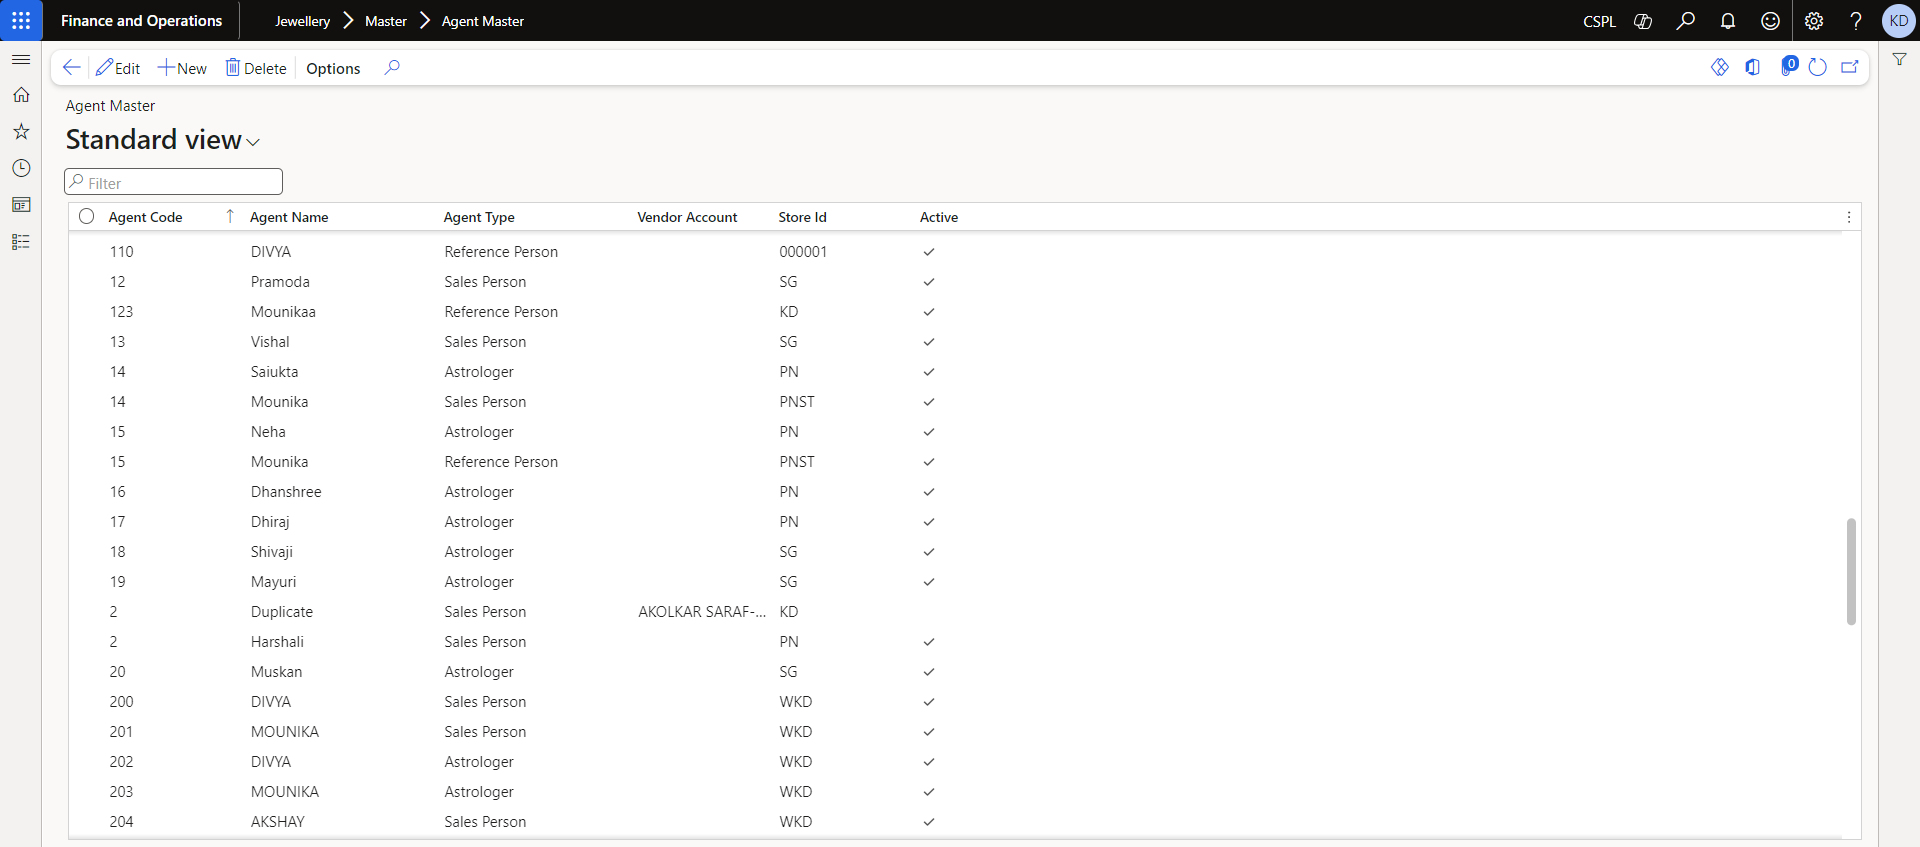 Finance and Operations Jewellery Master Agent Master CSPL KD
Edit New Delete Options 0
Agent Master
Standard view
Filter
Agent Code Agent Name Agent Type Vendor Account Store Id Active
110 DIVYA Reference Person 000001
12 Pramoda Sales Person SG
123 Mounikaa Reference Person KD
13 Vishal Sales Person SG
14 Saiukta Astrologer PN
14 Mounika Sales Person PNST
15 Neha Astrologer PN
15 Mounika Reference Person PNST
16 Dhanshree Astrologer PN
17 Dhiraj Astrologer PN
18 Shivaji Astrologer SG
19 Mayuri Astrologer SG
2 Duplicate Sales Person AKOLKAR SARAF-... KD
2 Harshali Sales Person PN
20 Muskan Astrologer SG
200 DIVYA Sales Person WKD
201 MOUNIKA Sales Person WKD
202 DIVYA Astrologer WKD
203 MOUNIKA Astrologer WKD
204 AKSHAY Sales Person WKD